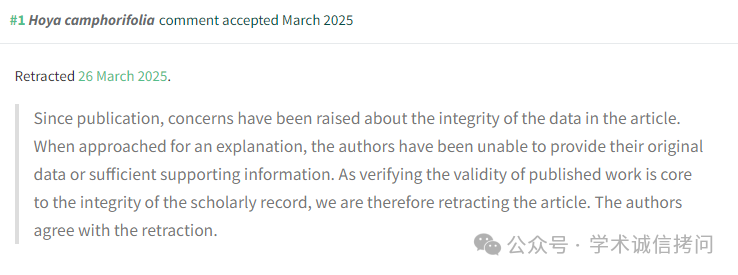 #1 Hoya camphorifolia comment accepted March 2025
Retracted 26 March 2025.
Since publication, concerns have been raised about the integrity of the data in the article.
When approached for an explanation, the authors have been unable to provide their original
data or sufficient supporting information. As verifying the validity of published work is core
to the integrity of the scholarly record, we are therefore retracting the article. The authors
agree with the retraction.
公众号 · 学术诚信拷问